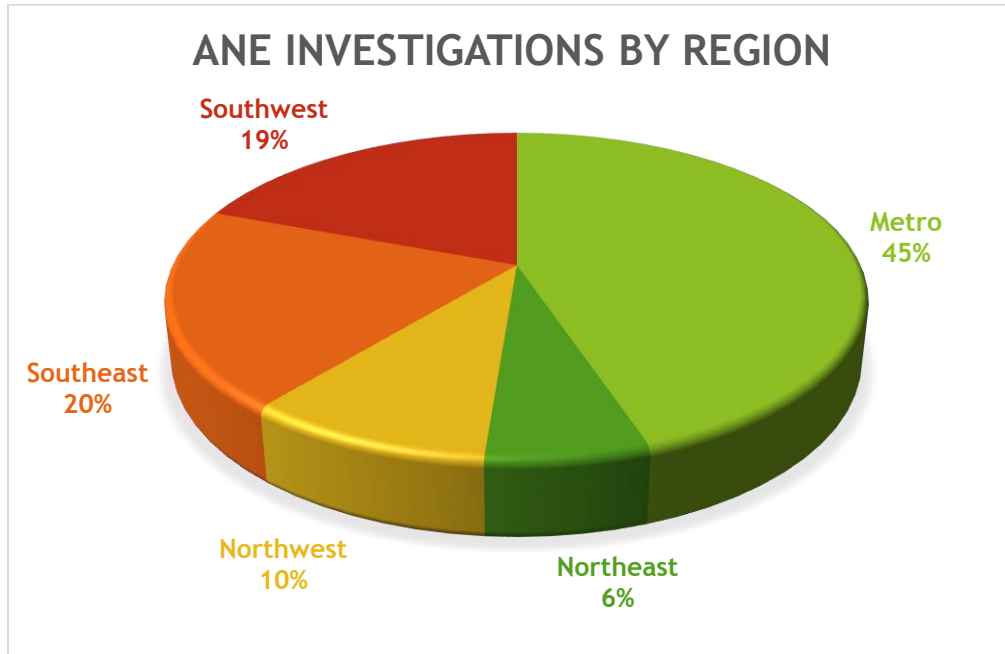 ANE INVESTIGATIONS BY REGION
Southwest
19%
Metro
45%
Southeast
20%
Northwest
10%
Northeast
6%